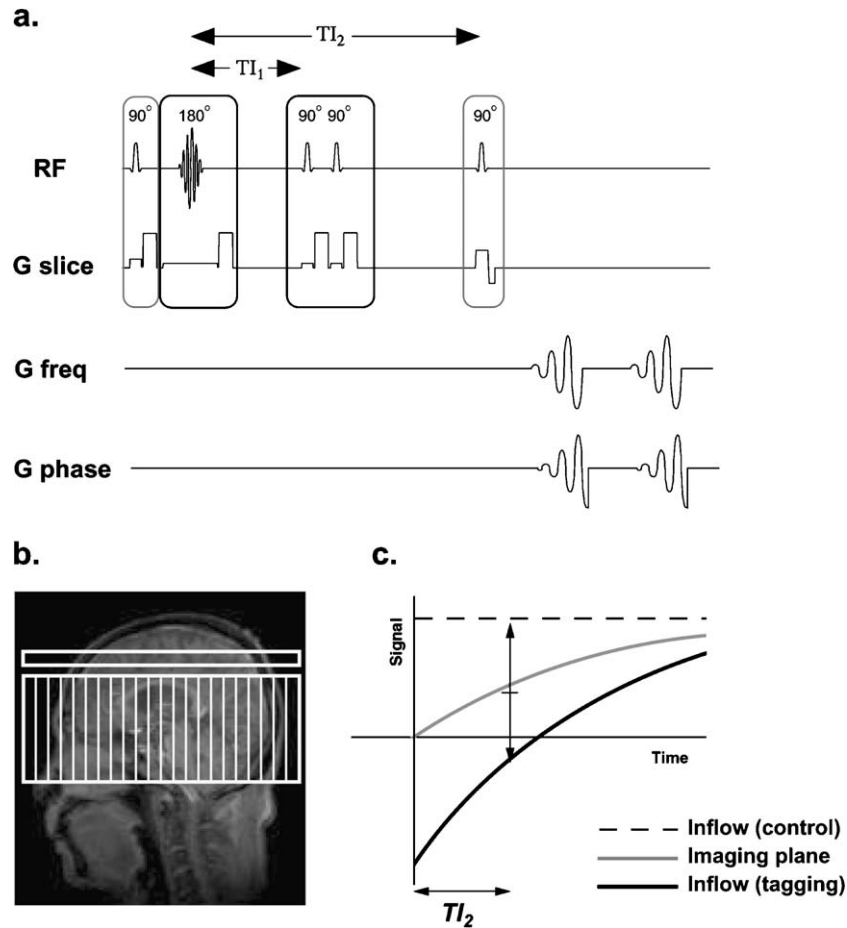 a.
TI₂
TI₁
90° 180° 90° 90° 90°
RF
G slice
G freq
G phase
b.
c.
Signal
Time
TI₂
Inflow (control)
Imaging plane
Inflow (tagging)